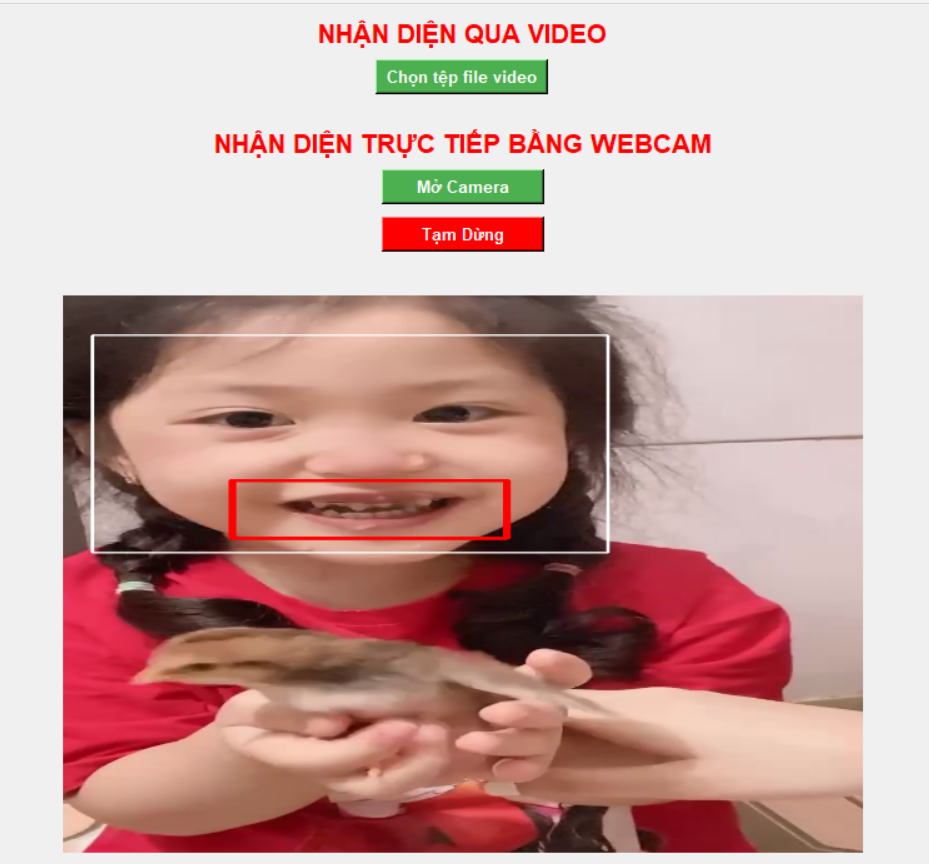 NHẬN DIỆN QUA VIDEO
Chọn tệp file video
NHẬN DIỆN TRỰC TIẾP BẰNG WEBCAM
Mở Camera
Tạm Dừng